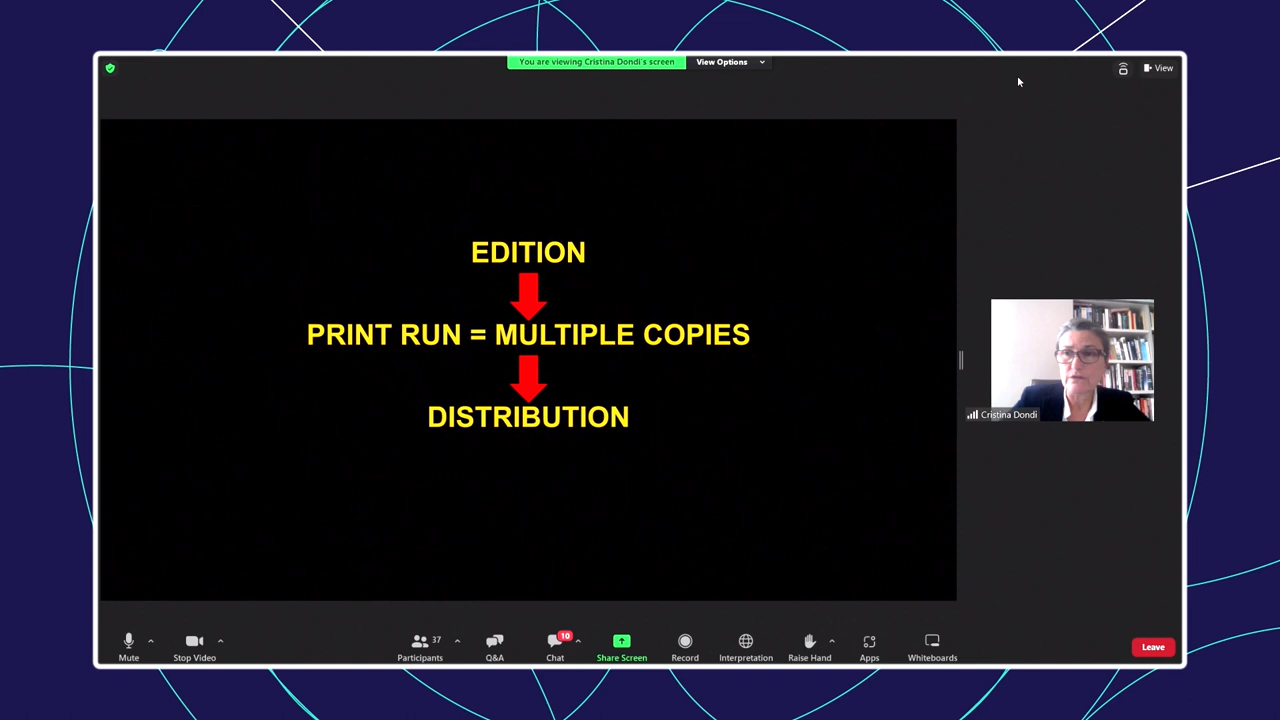 You are viewing Cristina Dondi's screen
View Options
View
EDITION
PRINT RUN = MULTIPLE COPIES
DISTRIBUTION
Cristina Dondi
37
10
Mute
Stop Video
Participants
Q&A
Chat
Share Screen
Record
Interpretation
Raise Hand
Apps
Whiteboards
Leave